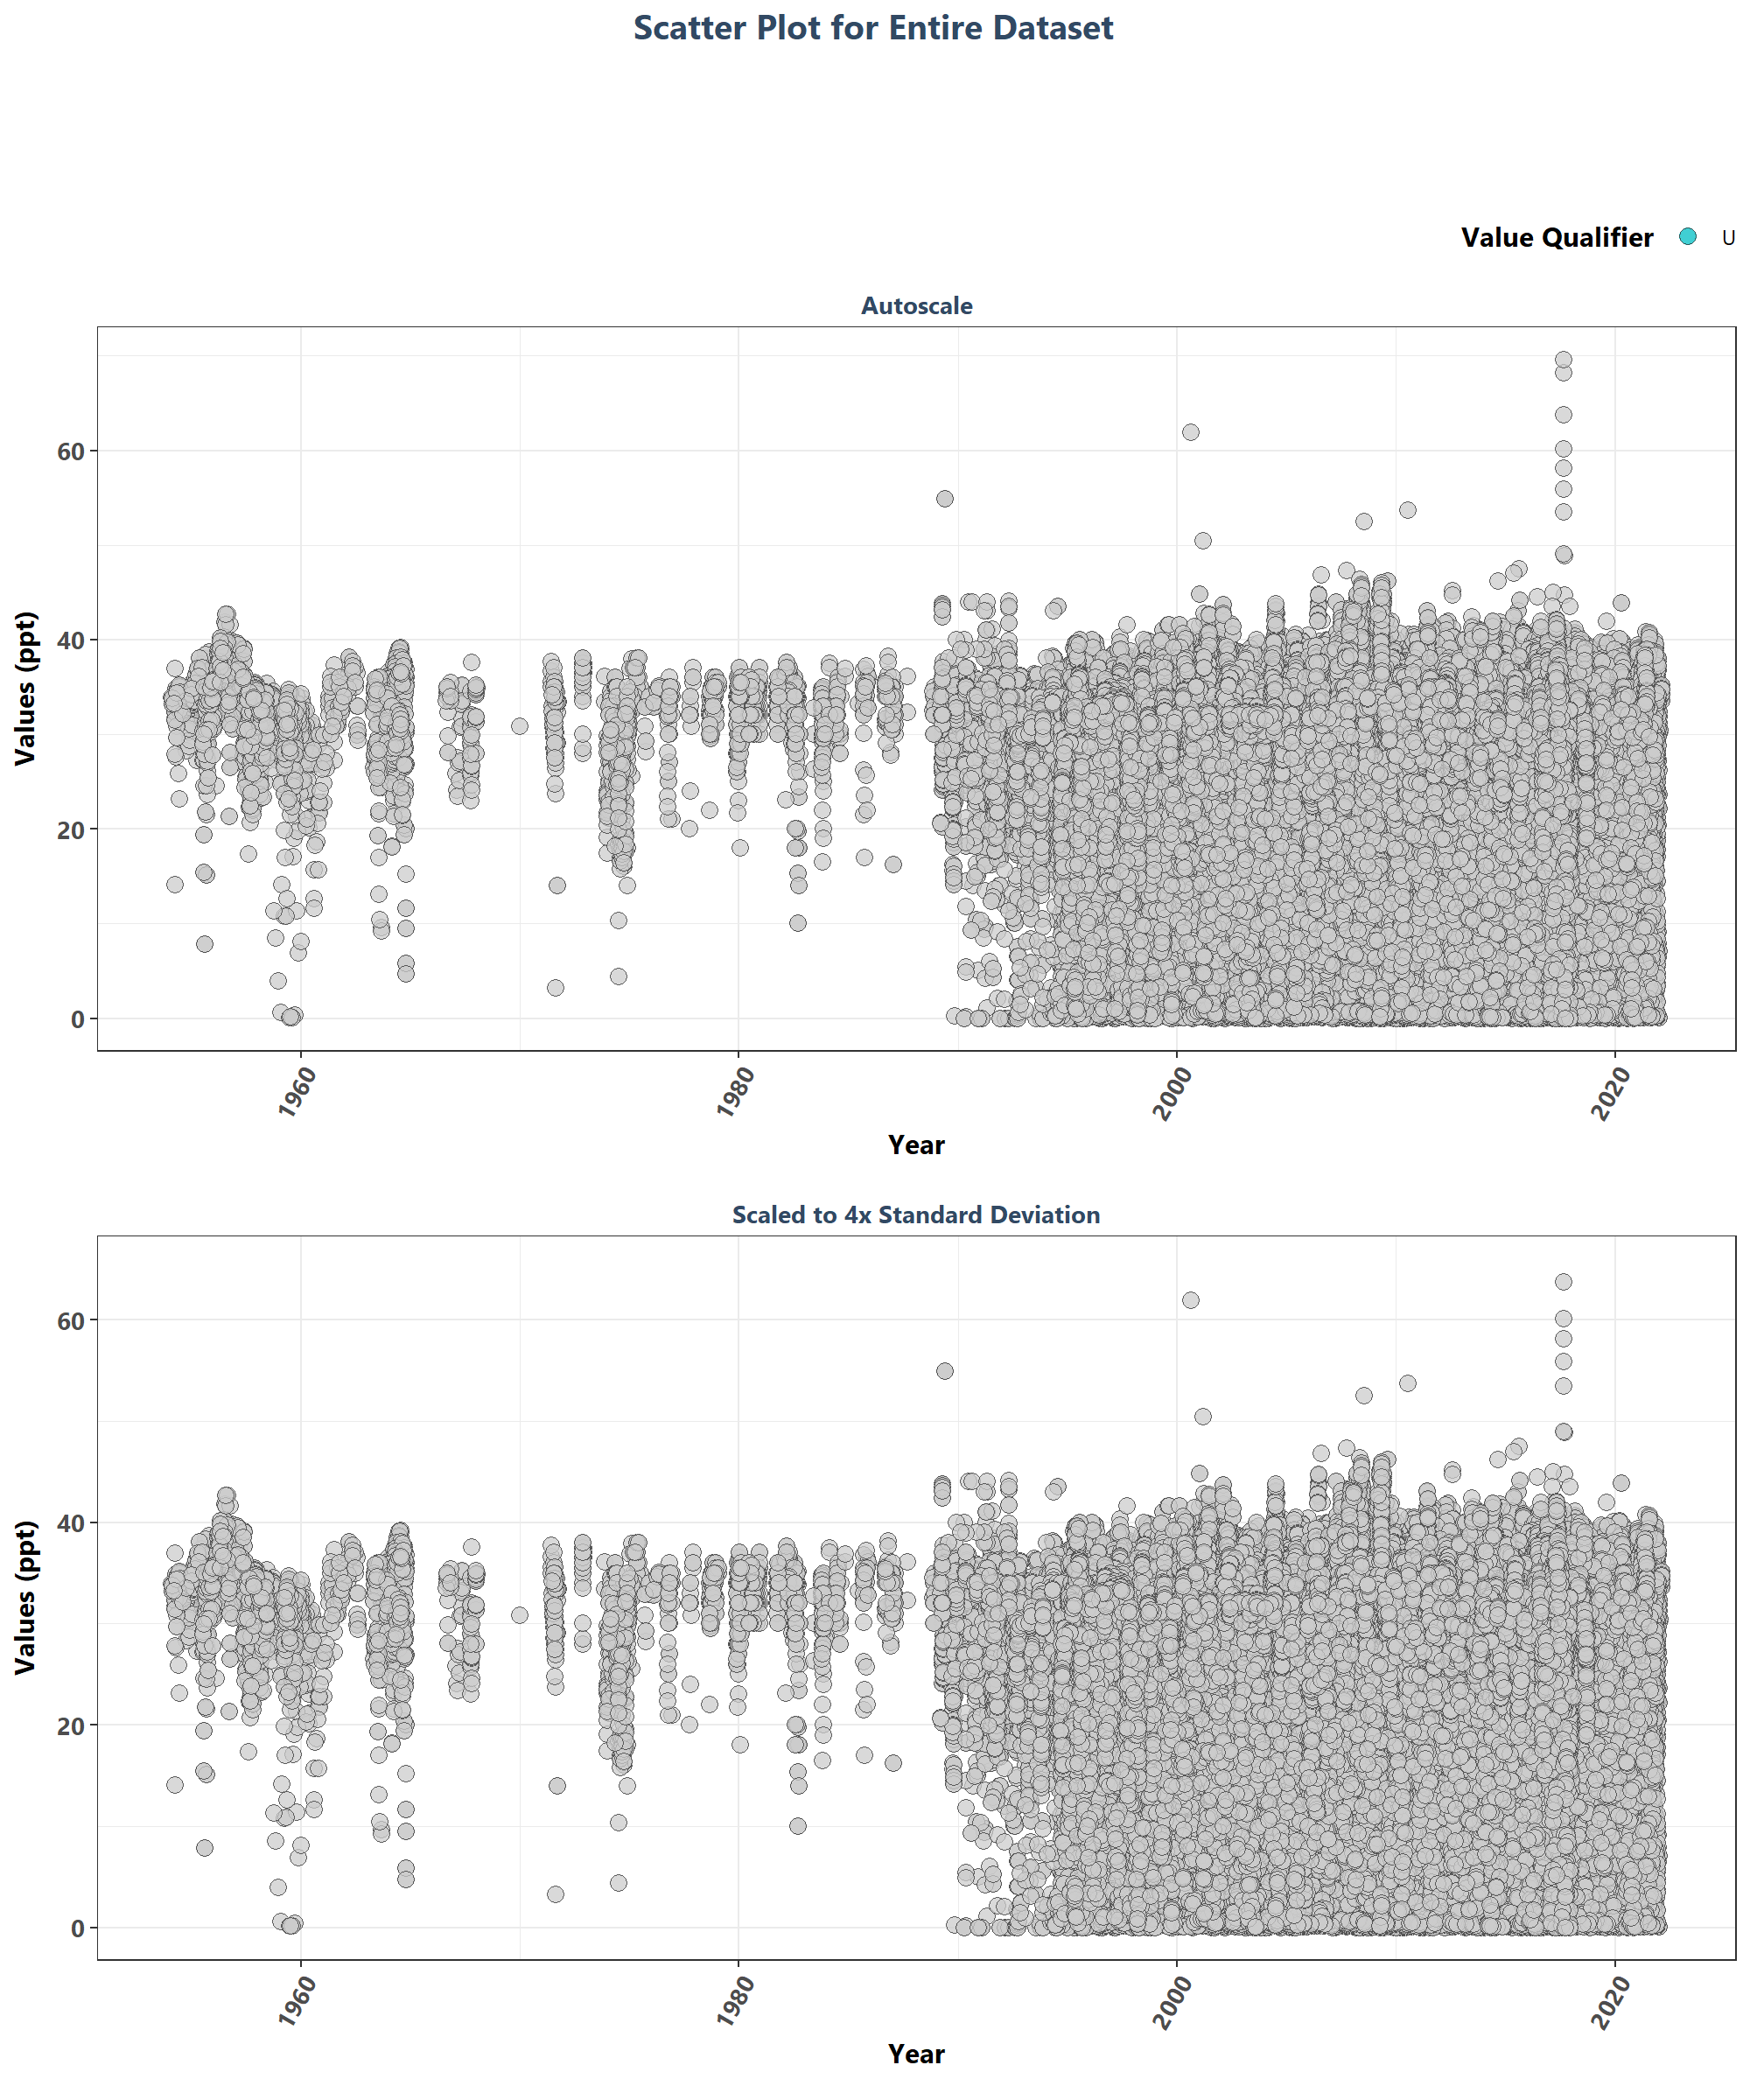 Scatter Plot for Entire Dataset
Value Qualifier U
Autoscale
Values (ppt)
60
40
20
0
1960 1980 2000 2020
Year
Scaled to 4x Standard Deviation
Values (ppt)
60
40
20
0
1960 1980 2000 2020
Year